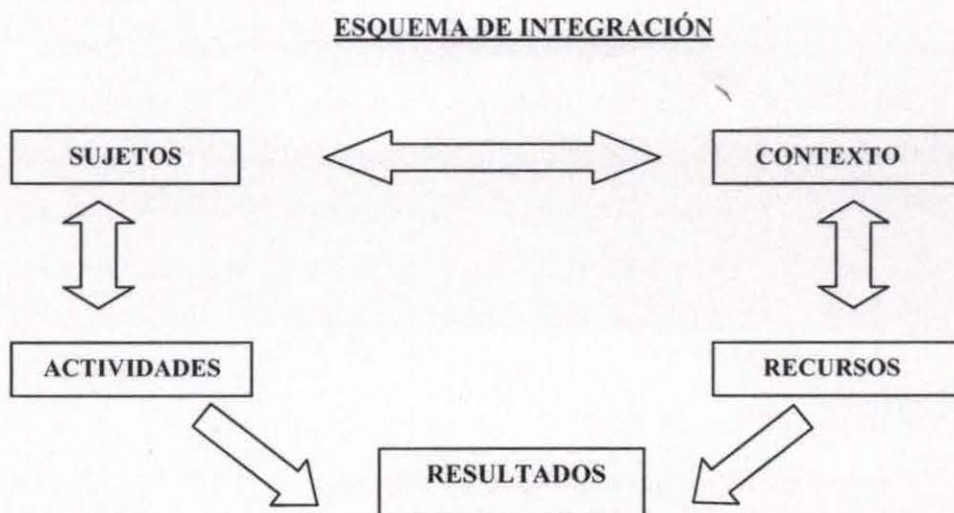 ESQUEMA DE INTEGRACIÓN
SUJETOS
CONTEXTO
ACTIVIDADES
RECURSOS
RESULTADOS